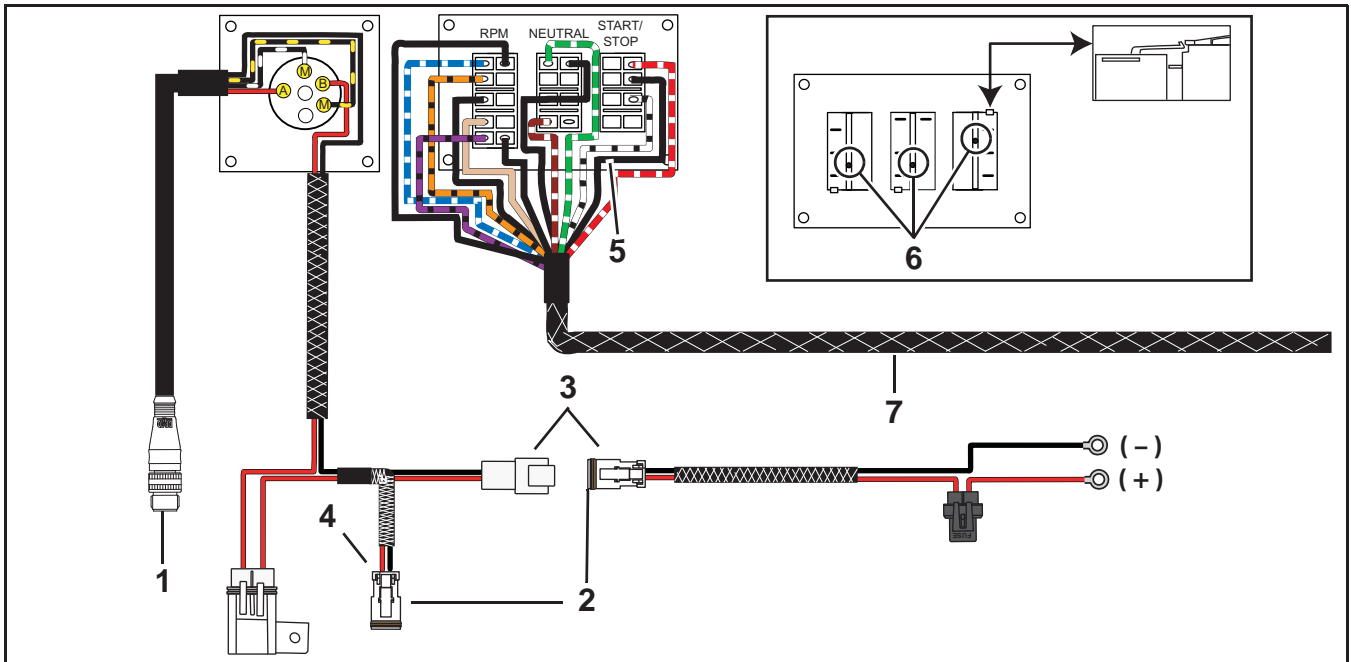 RPM
NEUTRAL
START/
STOP
M
B
A
M
5
6
7
3
( – )
( + )
4
FUSE
1
2